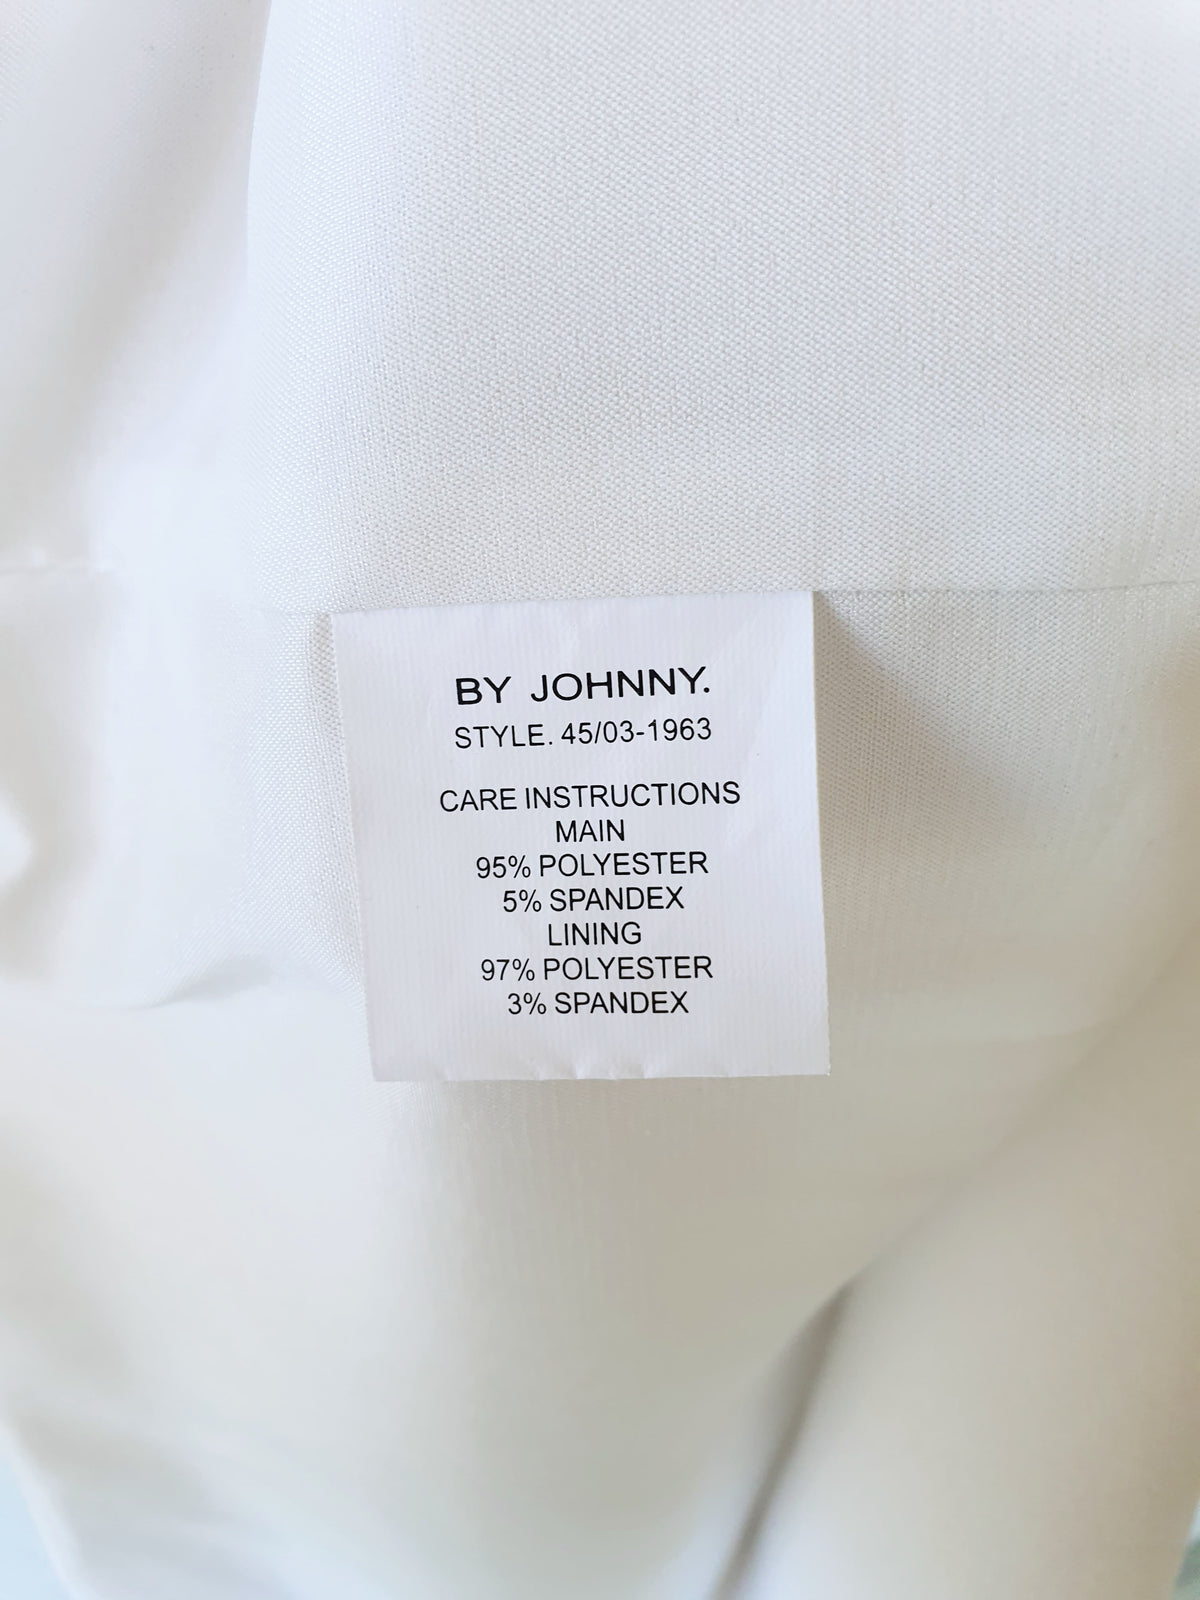 BY JOHNNY.
STYLE. 45/03-1963
CARE INSTRUCTIONS
MAIN
95% POLYESTER
5% SPANDEX
LINING
97% POLYESTER
3% SPANDEX